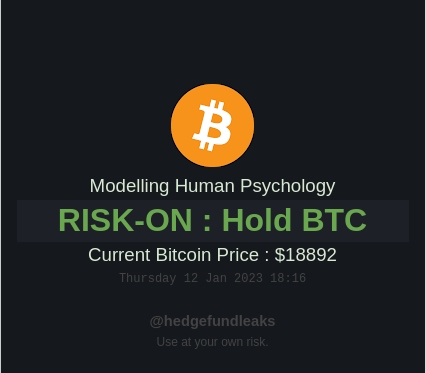 Modelling Human Psychology
RISK-ON : Hold BTC
Current Bitcoin Price : $18892
Thursday 12 Jan 2023 18:16
@hedgefundleaks
Use at your own risk.